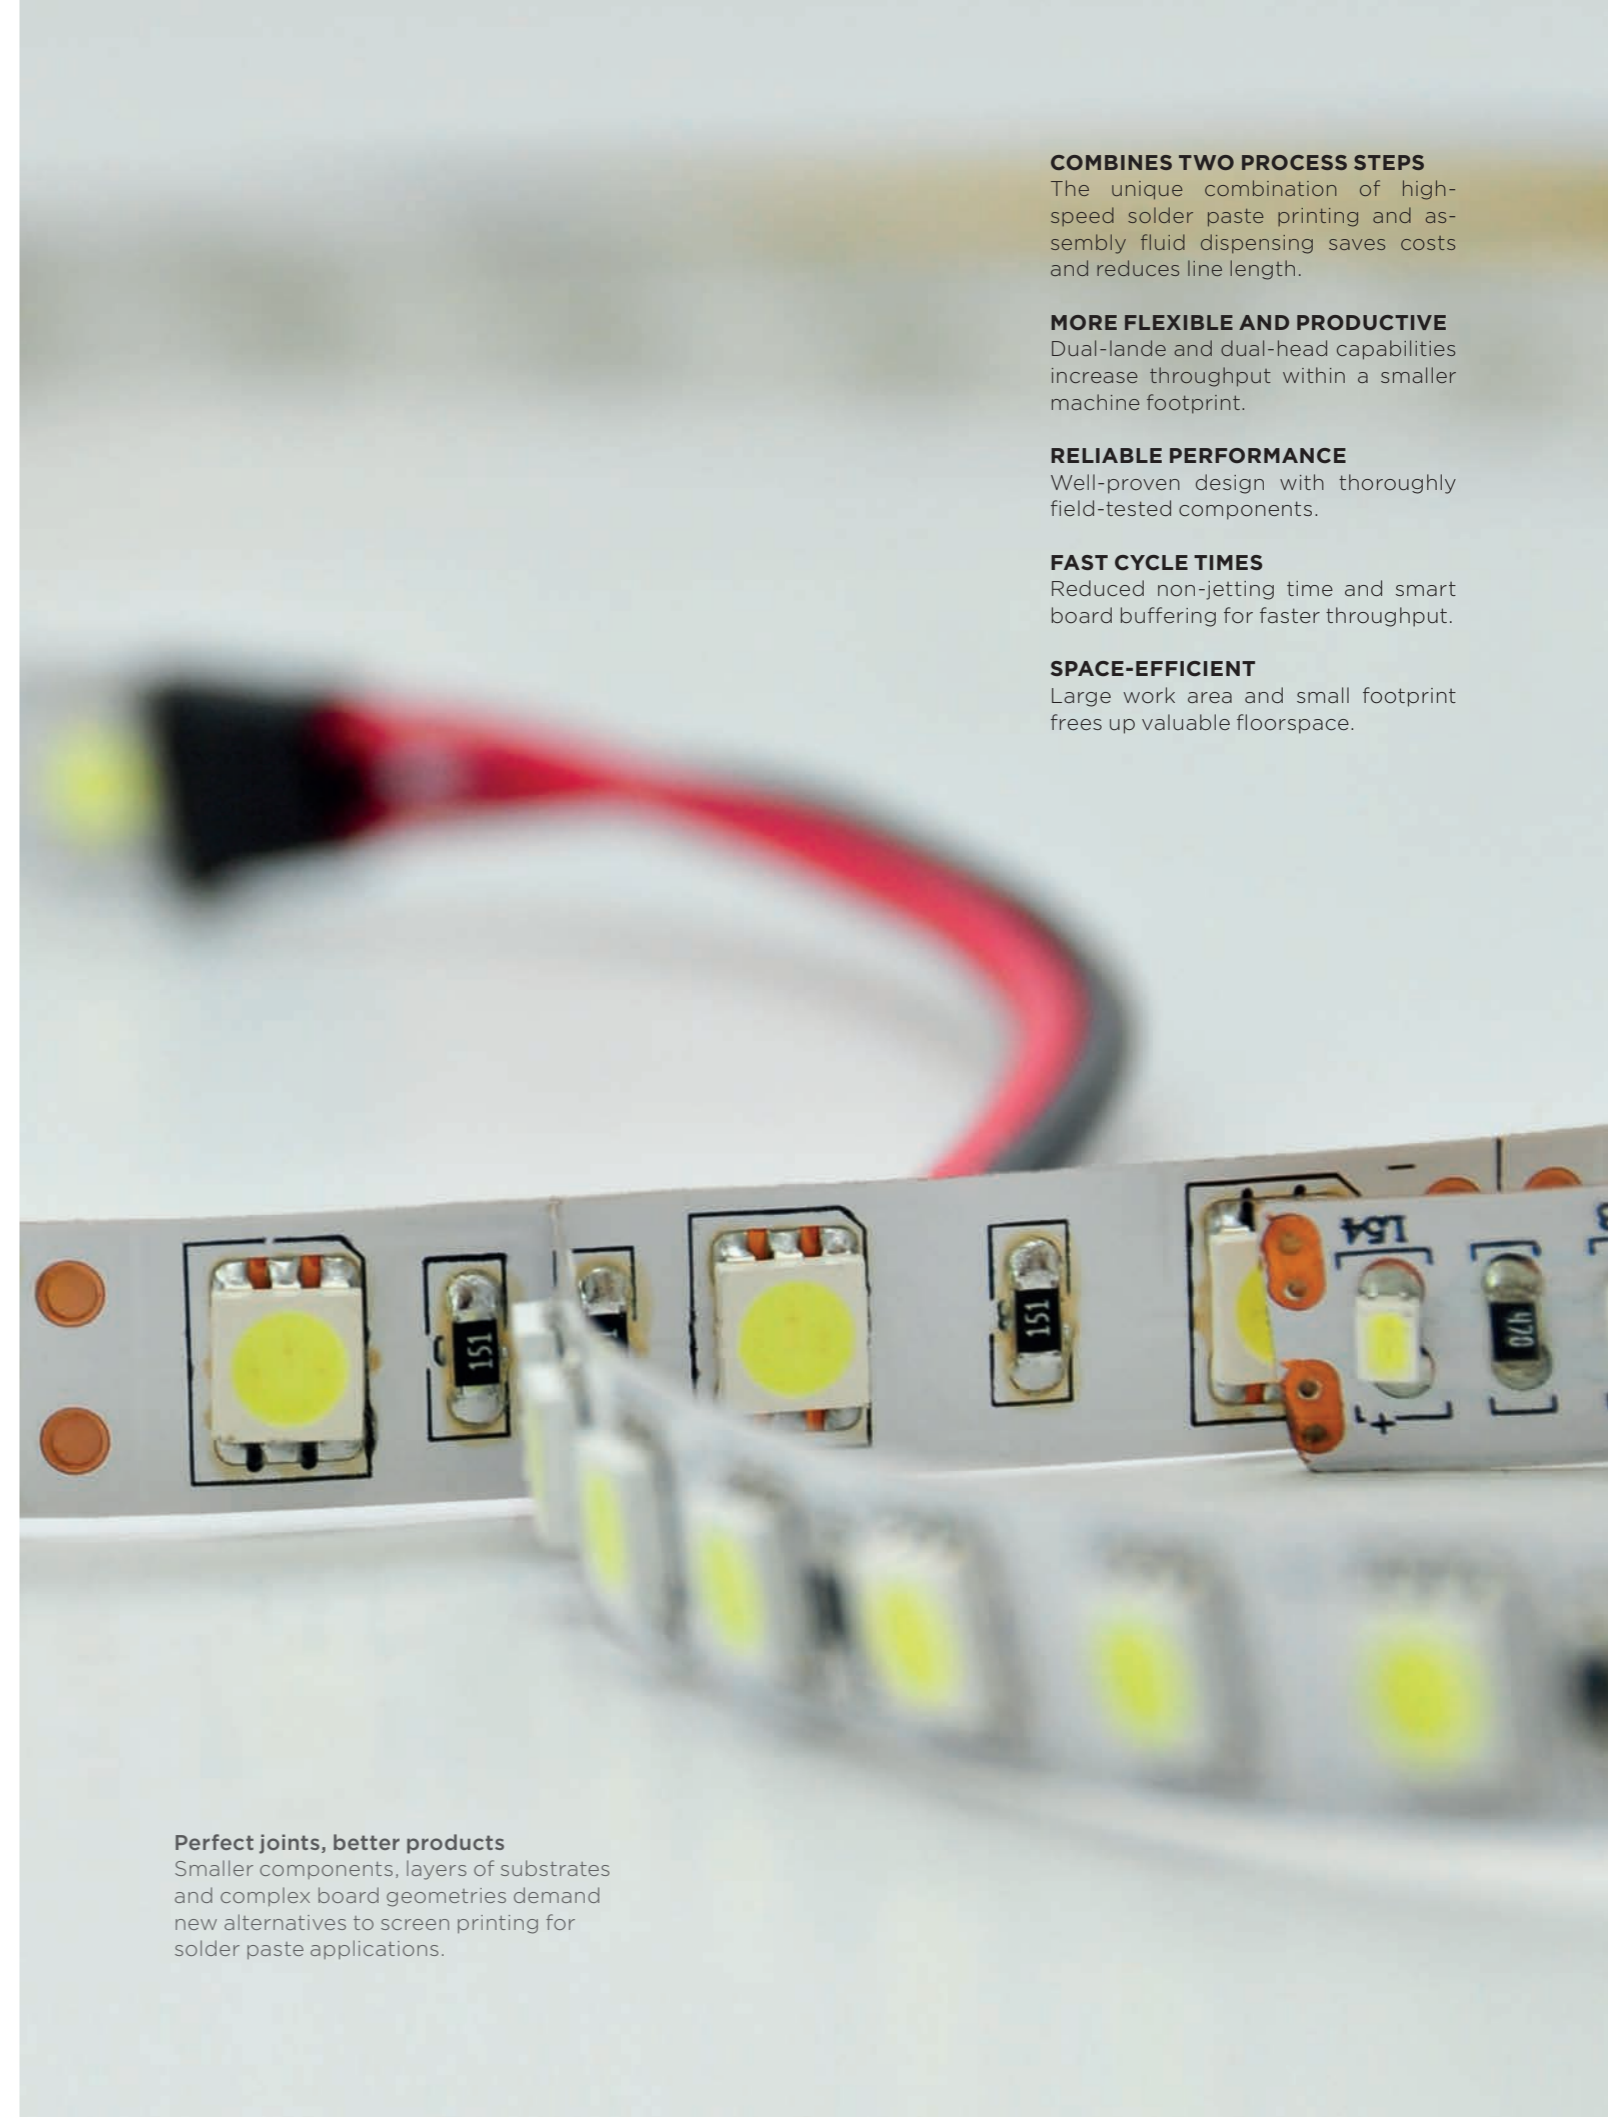 COMBINES TWO PROCESS STEPS
The unique combination of high-
speed solder paste printing and as-
sembly fluid dispensing saves costs
and reduces line length.
MORE FLEXIBLE AND PRODUCTIVE
Dual-lande and dual-head capabilities
increase throughput within a smaller
machine footprint.
RELIABLE PERFORMANCE
Well-proven design with thoroughly
field-tested components.
FAST CYCLE TIMES
Reduced non-jetting time and smart
board buffering for faster throughput.
SPACE-EFFICIENT
Large work area and small footprint
frees up valuable floorspace.
151
151
L54
470
+
Perfect joints, better products
Smaller components, layers of substrates
and complex board geometries demand
new alternatives to screen printing for
solder paste applications.